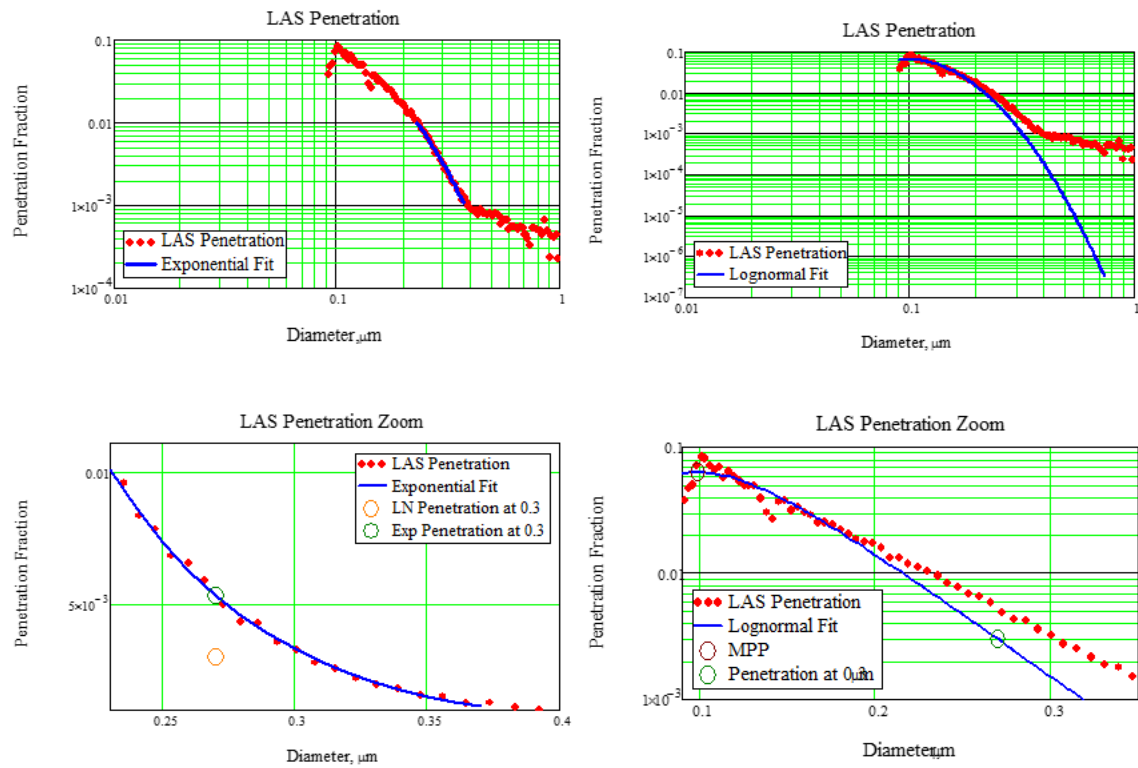 LAS Penetration
0.1
0.01
1×10⁻³
1×10⁻⁴
Penetration Fraction
LAS Penetration
Exponential Fit
0.01
0.1
1
Diameter,µm
LAS Penetration
0.1
0.01
1×10⁻³
1×10⁻⁴
1×10⁻⁵
1×10⁻⁶
1×10⁻⁷
Penetration Fraction
LAS Penetration
Lognormal Fit
0.01
0.1
1
Diameter, µm
LAS Penetration Zoom
0.01
5×10⁻³
Penetration Fraction
LAS Penetration
Exponential Fit
LN Penetration at 0.3
Exp Penetration at 0.3
0.25
0.3
0.35
0.4
Diameter, µm
LAS Penetration Zoom
0.1
0.01
1×10⁻³
Penetration Fraction
LAS Penetration
Lognormal Fit
MPP
Penetration at 0.3µm
0.1
0.2
0.3
Diameter,µm